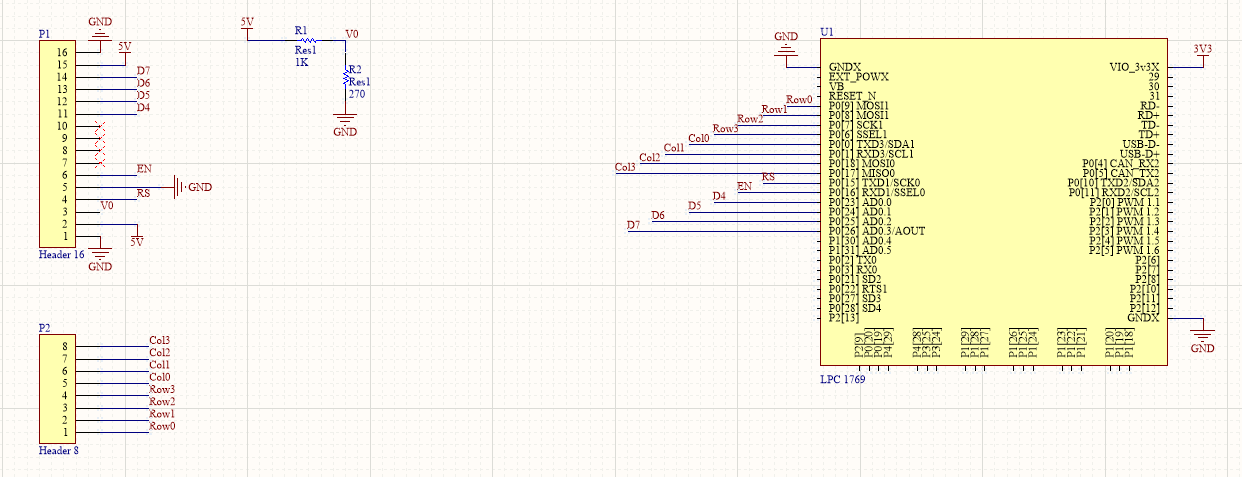 P1
GND
16
5V
15
14 D7
13 D6
12 D5
11 D4
10
9
8
7
6 EN
5 GND
4 RS
3 V0
2
1 5V
Header 16
GND
5V
R1
Res1
1K
V0
R2
Res1
270
GND
P2
8 Col3
7 Col2
6 Col1
5 Col0
4 Row3
3 Row2
2 Row1
1 Row0
Header 8
U1
GND
3V3
GNDX VIO_3v3X
EXT_POWX 29
VB 30
RESET_N 31
Row0 P0[9] MOSI1 RD-
Row1 P0[8] MOSI1 RD+
Row2 P0[7] SCK1 TD-
Row3 P0[6] SSEL1 TD+
Col0 P0[0] TXD3/SDA1 USB-D-
Col1 P0[1] RXD3/SCL1 USB-D+
Col2 P0[18] MOSI0 P0[4] CAN_RX2
Col3 P0[17] MISO0 P0[5] CAN_TX2
RS P0[15] TXD1/SCK0 P0[10] TXD2/SDA2
EN P0[16] RXD1/SSEL0 P0[11] RXD2/SCL2
D4 P0[23] AD0.0 P2[0] PWM 1.1
D5 P0[24] AD0.1 P2[1] PWM 1.2
D6 P0[25] AD0.2 P2[2] PWM 1.3
D7 P0[26] AD0.3/AOUT P2[3] PWM 1.4
P1[30] AD0.4 P2[4] PWM 1.5
P1[31] AD0.5 P2[5] PWM 1.6
P0[2] TX0 P2[6]
P0[3] RX0 P2[7]
P0[21] SD2 P2[8]
P0[22] RTS1 P2[10]
P0[27] SD3 P2[11]
P0[28] SD4 P2[12]
P2[13] GNDX
GND
P2[9]
P0[20]
P0[19]
P4[29]
P4[28]
P3[25]
P3[24]
P1[29]
P1[28]
P1[27]
P1[26]
P1[25]
P1[24]
P1[23]
P1[22]
P1[21]
P1[20]
P1[19]
P1[18]
LPC 1769